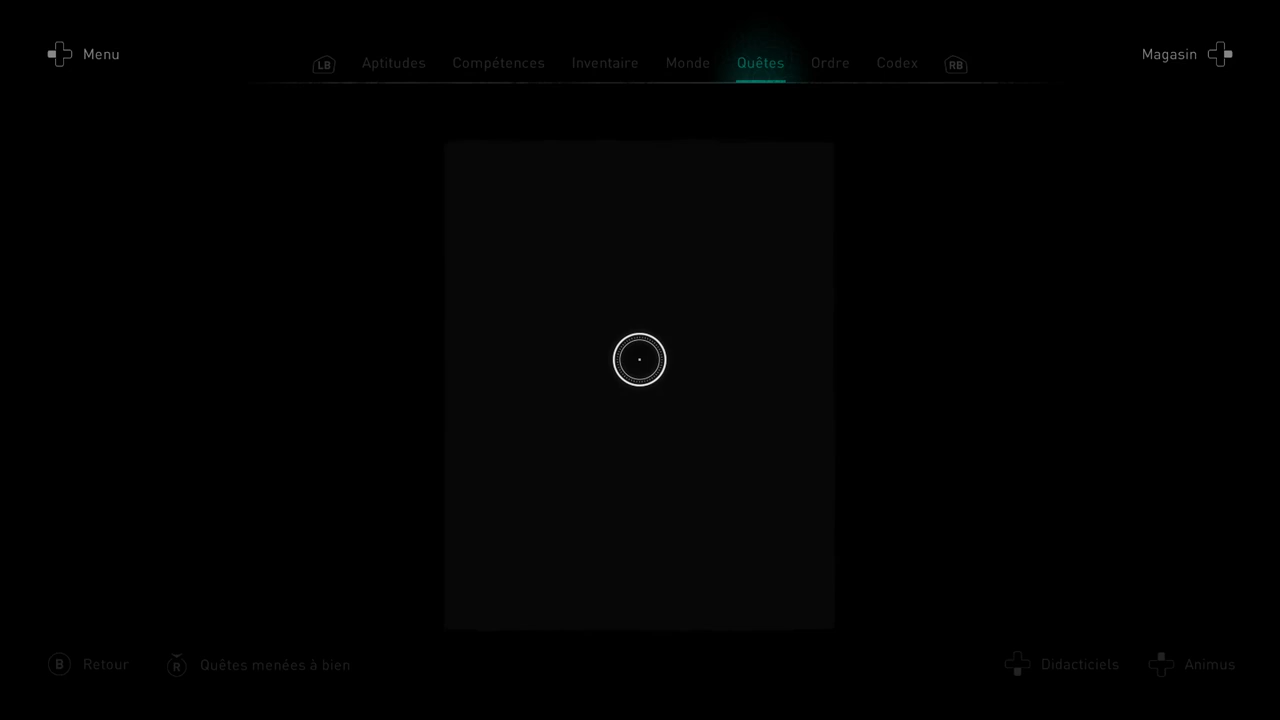 Menu
LB Aptitudes Compétences Inventaire Monde Quêtes Ordre Codex RB
Magasin
B Retour R Quêtes menées à bien
Didacticiels Animus